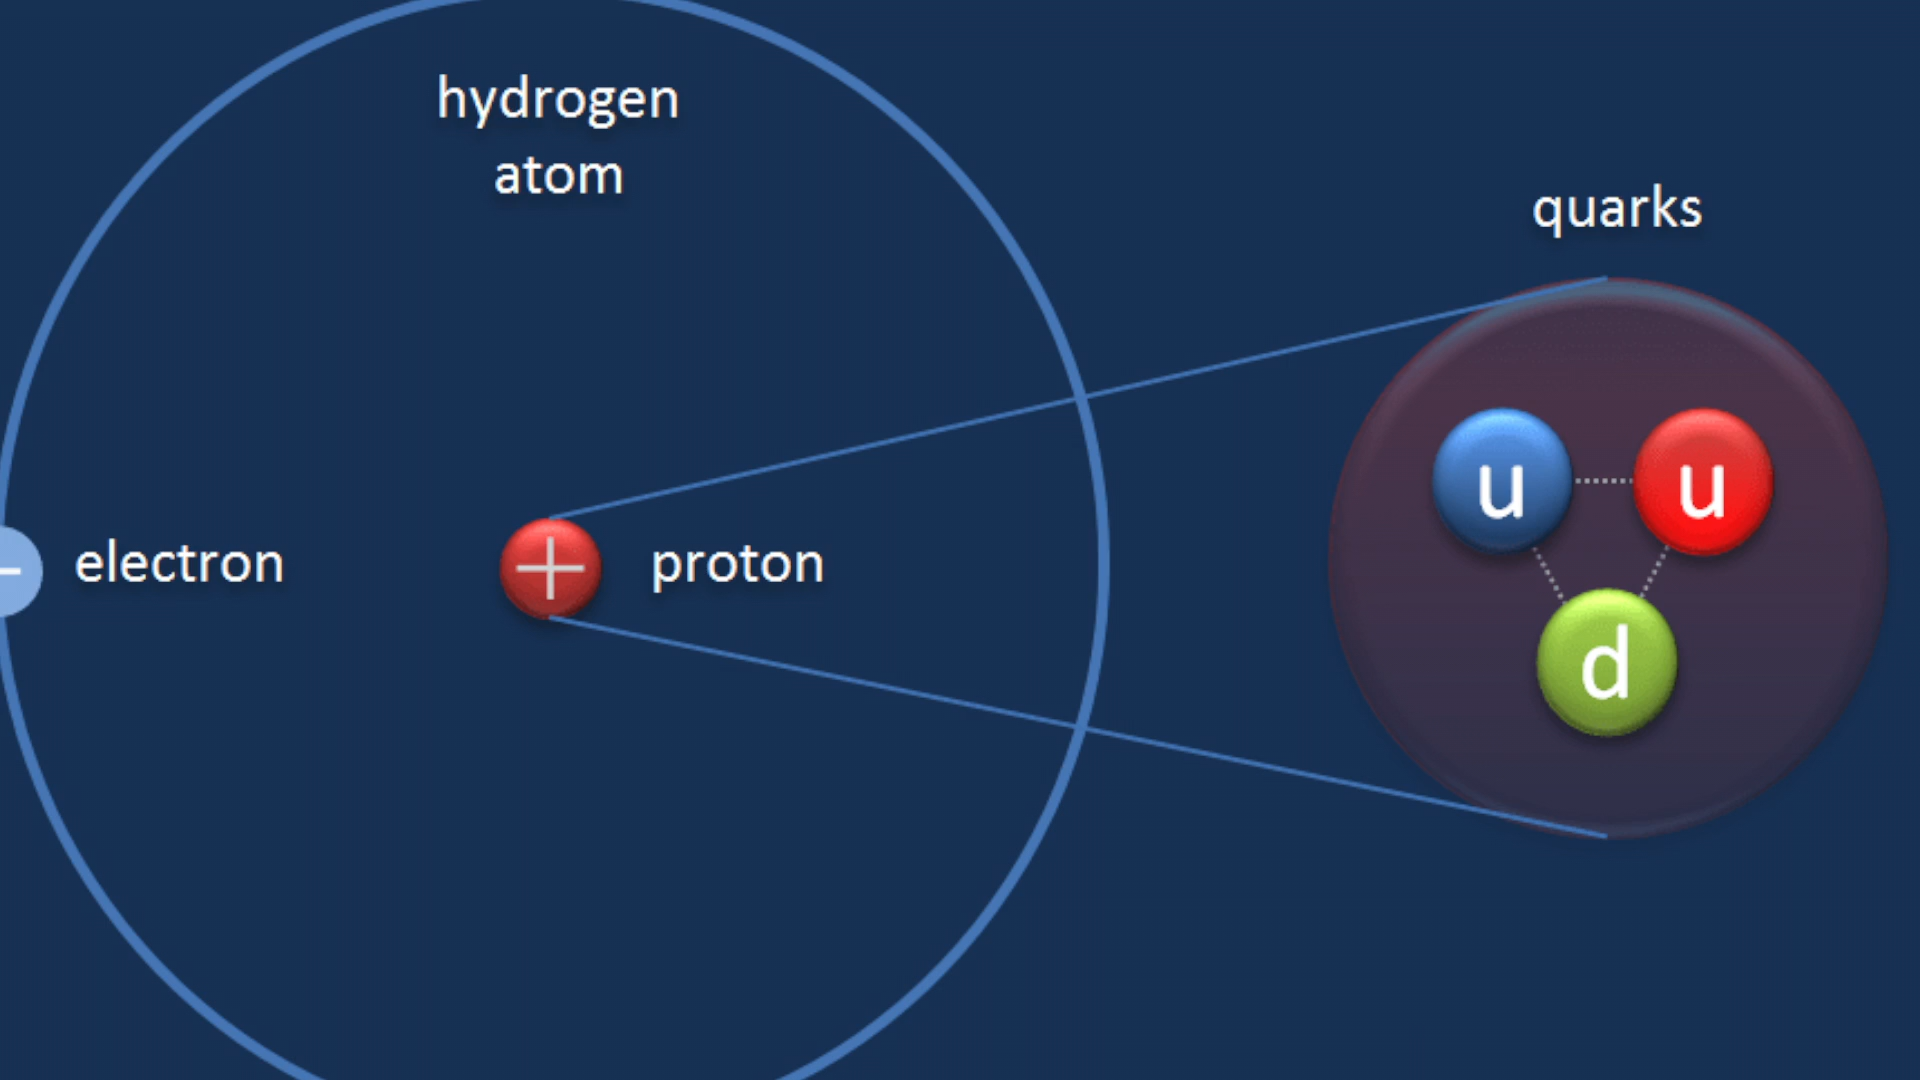 hydrogen
atom
quarks
u
u
electron
+
proton
d